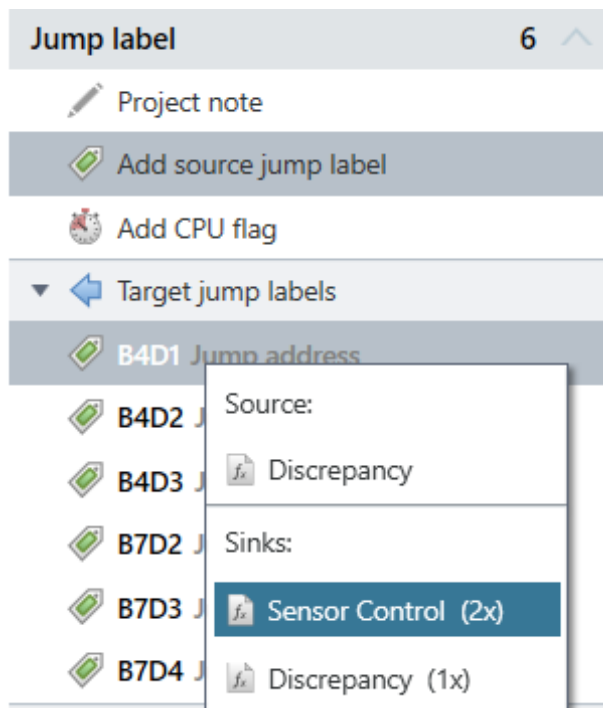 Jump label 6
Project note
Add source jump label
Add CPU flag
Target jump labels
B4D1 Jump address
B4D2 J
B4D3 J
B7D2 J
B7D3 J
B7D4 J
Source:
Discrepancy
Sinks:
Sensor Control (2x)
Discrepancy (1x)